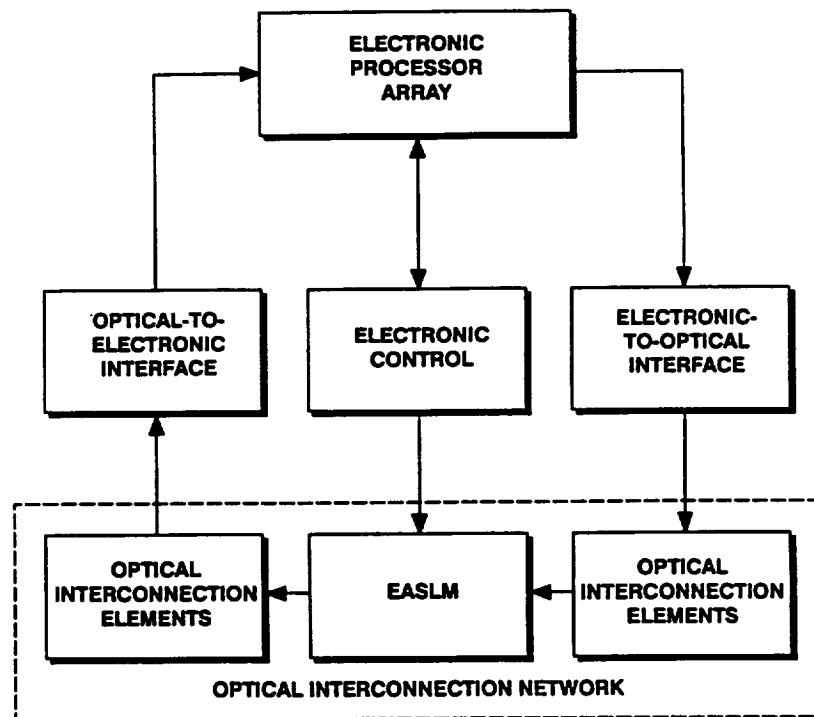 ELECTRONIC
PROCESSOR
ARRAY
OPTICAL-TO-
ELECTRONIC
INTERFACE
ELECTRONIC
CONTROL
ELECTRONIC-
TO-OPTICAL
INTERFACE
OPTICAL
INTERCONNECTION
ELEMENTS
EASLM
OPTICAL
INTERCONNECTION
ELEMENTS
OPTICAL INTERCONNECTION NETWORK